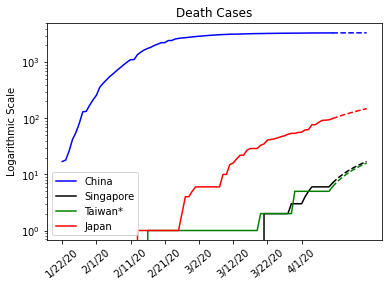 Death Cases
Logarithmic Scale
10³
10²
10¹
10⁰
China
Singapore
Taiwan*
Japan
1/22/20
2/1/20
2/11/20
2/21/20
3/2/20
3/12/20
3/22/20
4/1/20